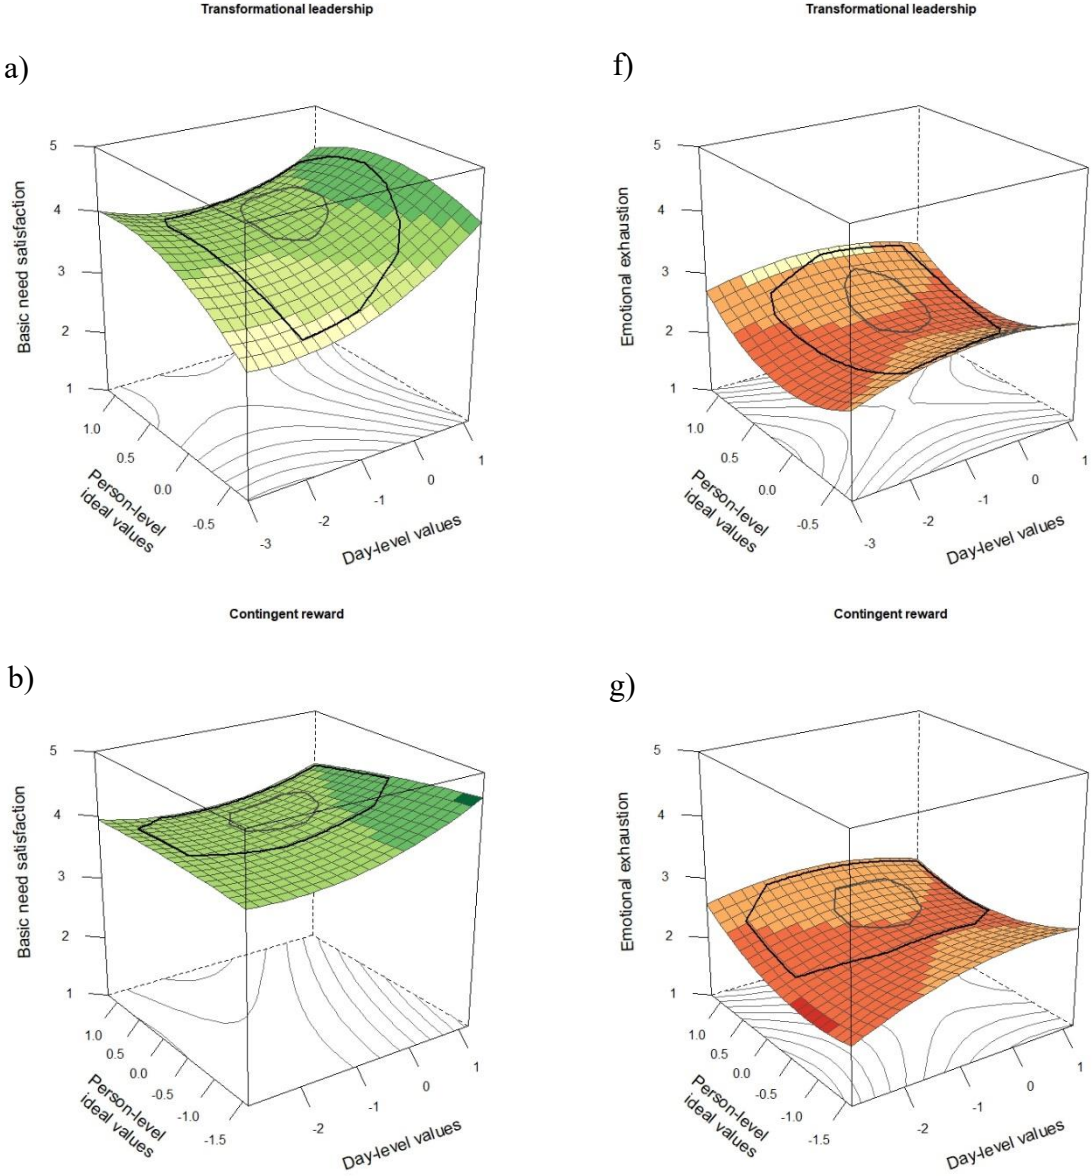 Transformational leadership
a)
5
4
3
2
1
Basic need satisfaction
1.0
0.5
0.0
-0.5
Person-level
ideal values
-3
-2
-1
0
1
Day-level values
Transformational leadership
f)
5
4
3
2
1
Emotional exhaustion
1.0
0.5
0.0
-0.5
Person-level
ideal values
-3
-2
-1
0
1
Day-level values
Contingent reward
b)
5
4
3
2
1
Basic need satisfaction
1.0
0.5
0.0
-0.5
-1.0
-1.5
Person-level
ideal values
-2
-1
0
1
Day-level values
Contingent reward
g)
5
4
3
2
1
Emotional exhaustion
1.0
0.5
0.0
-0.5
-1.0
-1.5
Person-level
ideal values
-2
-1
0
1
Day-level values